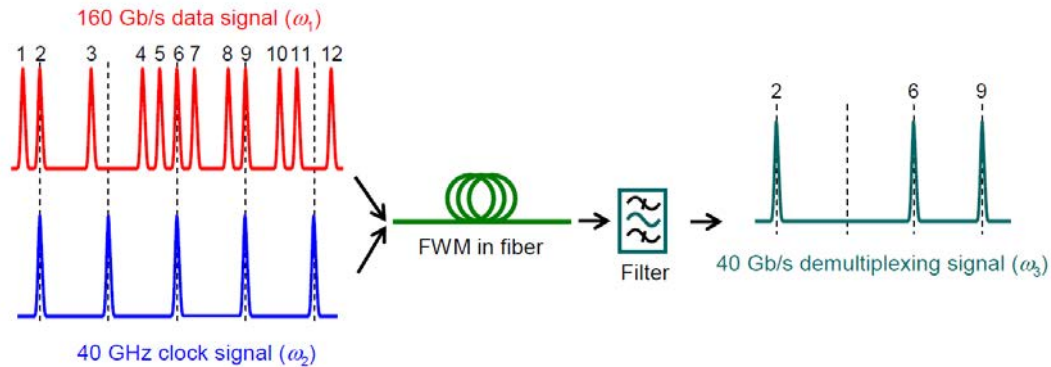 160 Gb/s data signal (ω₁)
1 2 3 4 5 6 7 8 9 10 11 12
2 6 9
FWM in fiber
Filter
40 Gb/s demultiplexing signal (ω₃)
40 GHz clock signal (ω₂)